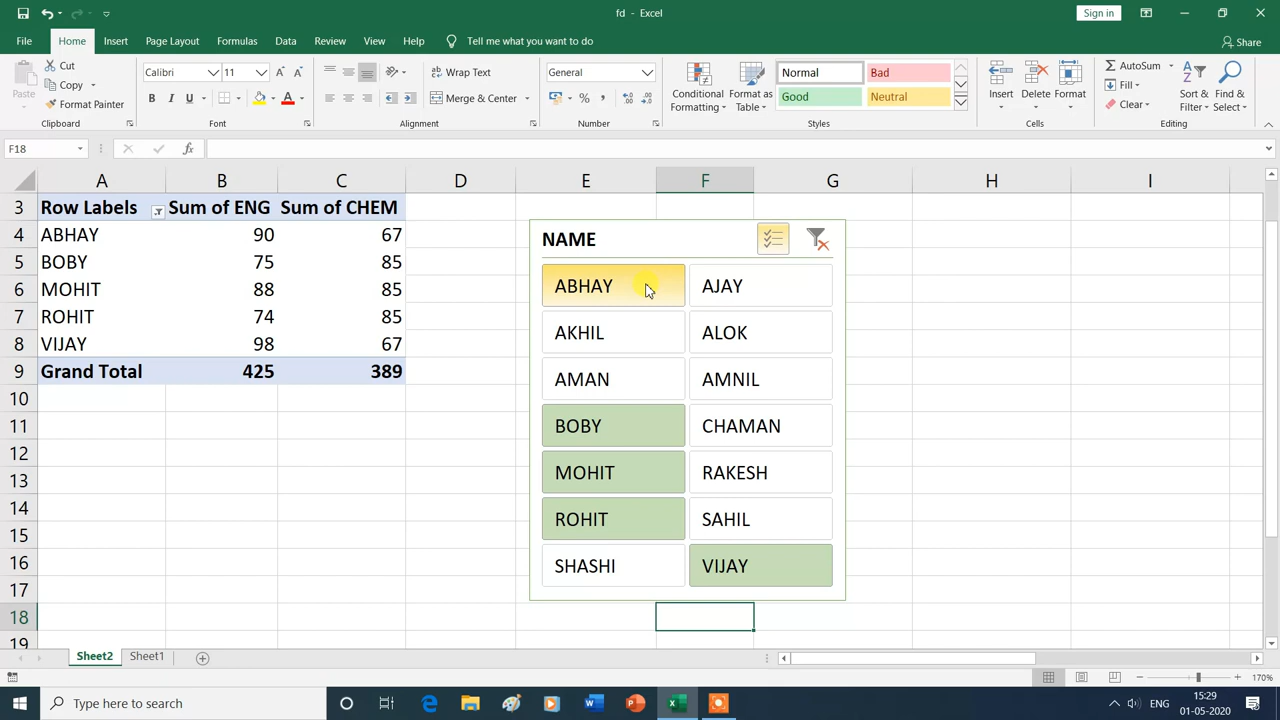 fd - Excel
Sign in
File Home Insert Page Layout Formulas Data Review View Help Tell me what you want to do Share
Paste Cut Copy Format Painter
Calibri 11
B I U A
Wrap Text
Merge & Center
General
%
Conditional Formatting Format as Table
Normal Bad
Good Neutral
Insert Delete Format
AutoSum
Fill
Clear
Sort & Filter Find & Select
Clipboard Font Alignment Number Styles Cells Editing
F18 fx
A B C D E F G H I
3 Row Labels Sum of ENG Sum of CHEM
4 ABHAY 90 67
5 BOBY 75 85
6 MOHIT 88 85
7 ROHIT 74 85
8 VIJAY 98 67
9 Grand Total 425 389
10
11
12
13
14
15
16
17
18
19
NAME
ABHAY AJAY
AKHIL ALOK
AMAN AMNIL
BOBY CHAMAN
MOHIT RAKESH
ROHIT SAHIL
SHASHI VIJAY
Sheet2 Sheet1
170%
Type here to search
ENG
15:29
01-05-2020